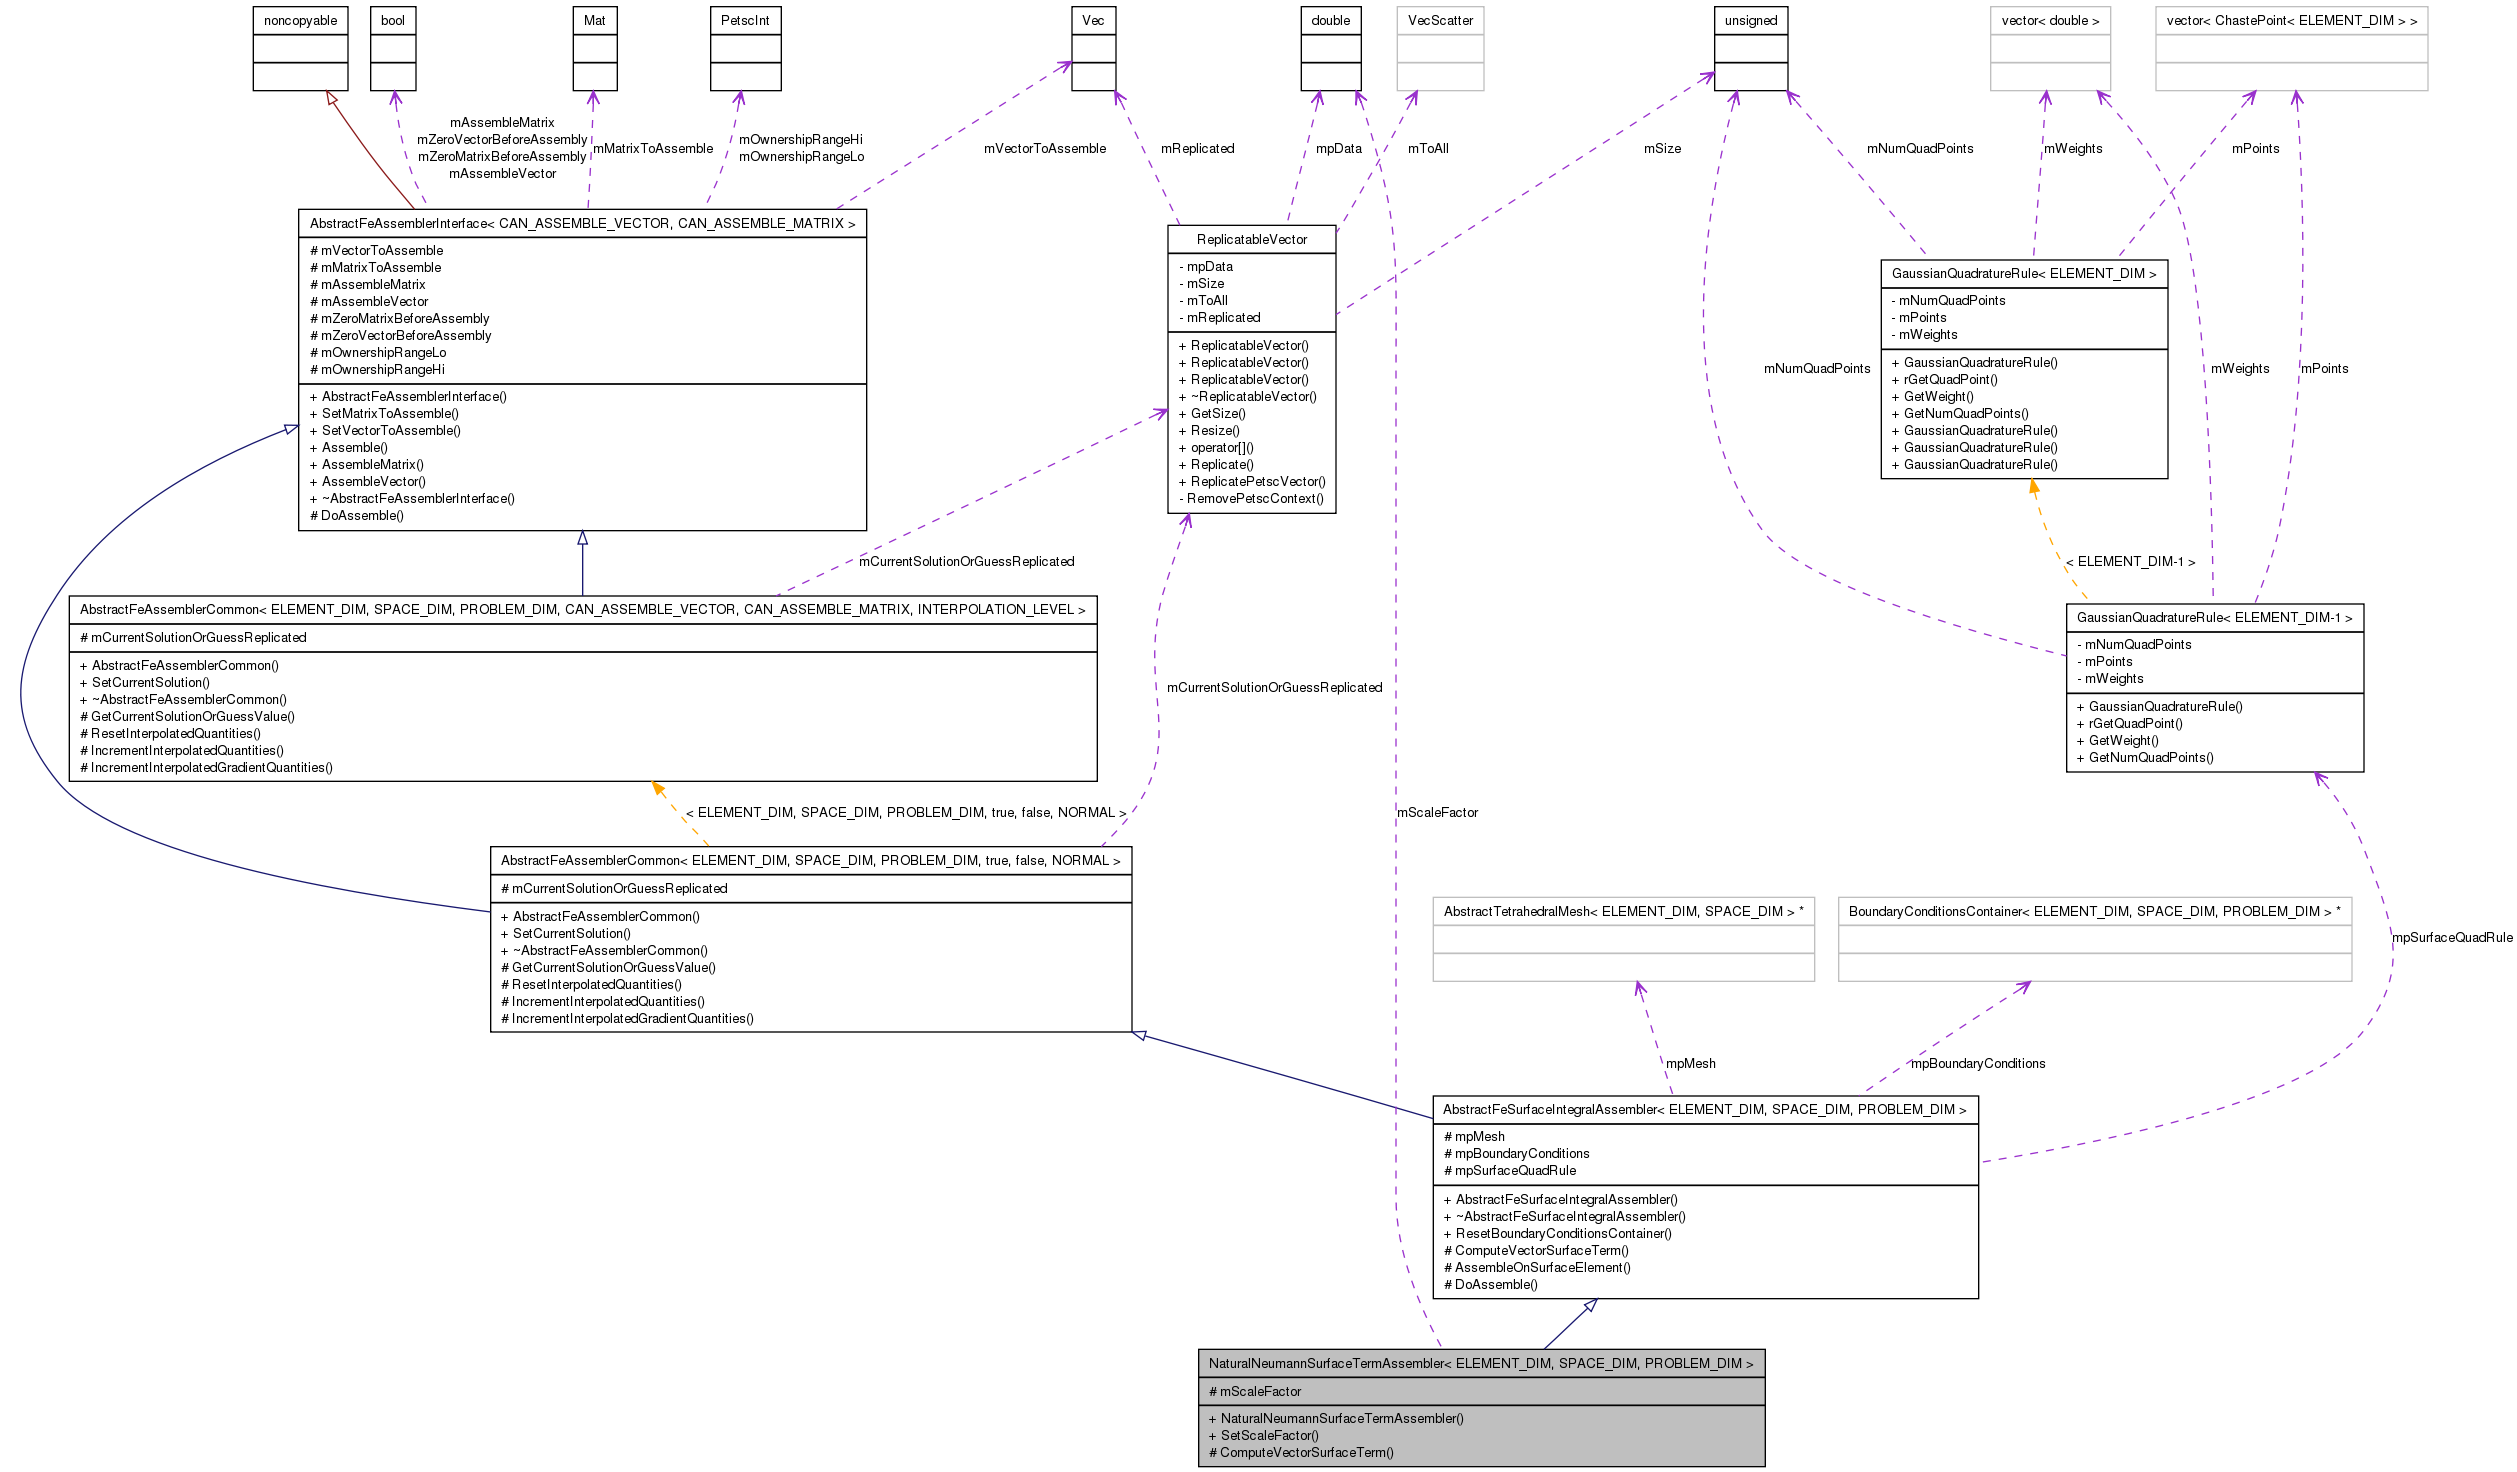 noncopyable
bool
Mat
PetscInt
Vec
double
VecScatter
unsigned
vector< double >
vector< ChastePoint< ELEMENT_DIM > >
mAssembleMatrix
mZeroVectorBeforeAssembly
mZeroMatrixBeforeAssembly
mAssembleVector
mMatrixToAssemble
mOwnershipRangeHi
mOwnershipRangeLo
mVectorToAssemble
mReplicated
mpData
mToAll
mSize
mNumQuadPoints
mWeights
mPoints
AbstractFeAssemblerInterface< CAN_ASSEMBLE_VECTOR, CAN_ASSEMBLE_MATRIX >
# mVectorToAssemble
# mMatrixToAssemble
# mAssembleMatrix
# mAssembleVector
# mZeroMatrixBeforeAssembly
# mZeroVectorBeforeAssembly
# mOwnershipRangeLo
# mOwnershipRangeHi
+ AbstractFeAssemblerInterface()
+ SetMatrixToAssemble()
+ SetVectorToAssemble()
+ Assemble()
+ AssembleMatrix()
+ AssembleVector()
+ ~AbstractFeAssemblerInterface()
# DoAssemble()
ReplicatableVector
- mpData
- mSize
- mToAll
- mReplicated
+ ReplicatableVector()
+ ReplicatableVector()
+ ReplicatableVector()
+ ~ReplicatableVector()
+ GetSize()
+ Resize()
+ operator[]()
+ Replicate()
+ ReplicatePetscVector()
- RemovePetscContext()
GaussianQuadratureRule< ELEMENT_DIM >
- mNumQuadPoints
- mPoints
- mWeights
+ GaussianQuadratureRule()
+ rGetQuadPoint()
+ GetWeight()
+ GetNumQuadPoints()
+ GaussianQuadratureRule()
+ GaussianQuadratureRule()
+ GaussianQuadratureRule()
mNumQuadPoints
mWeights
mPoints
mCurrentSolutionOrGuessReplicated
< ELEMENT_DIM-1 >
AbstractFeAssemblerCommon< ELEMENT_DIM, SPACE_DIM, PROBLEM_DIM, CAN_ASSEMBLE_VECTOR, CAN_ASSEMBLE_MATRIX, INTERPOLATION_LEVEL >
# mCurrentSolutionOrGuessReplicated
+ AbstractFeAssemblerCommon()
+ SetCurrentSolution()
+ ~AbstractFeAssemblerCommon()
# GetCurrentSolutionOrGuessValue()
# ResetInterpolatedQuantities()
# IncrementInterpolatedQuantities()
# IncrementInterpolatedGradientQuantities()
GaussianQuadratureRule< ELEMENT_DIM-1 >
- mNumQuadPoints
- mPoints
- mWeights
+ GaussianQuadratureRule()
+ rGetQuadPoint()
+ GetWeight()
+ GetNumQuadPoints()
mCurrentSolutionOrGuessReplicated
< ELEMENT_DIM, SPACE_DIM, PROBLEM_DIM, true, false, NORMAL >
mScaleFactor
AbstractFeAssemblerCommon< ELEMENT_DIM, SPACE_DIM, PROBLEM_DIM, true, false, NORMAL >
# mCurrentSolutionOrGuessReplicated
+ AbstractFeAssemblerCommon()
+ SetCurrentSolution()
+ ~AbstractFeAssemblerCommon()
# GetCurrentSolutionOrGuessValue()
# ResetInterpolatedQuantities()
# IncrementInterpolatedQuantities()
# IncrementInterpolatedGradientQuantities()
AbstractTetrahedralMesh< ELEMENT_DIM, SPACE_DIM > *
BoundaryConditionsContainer< ELEMENT_DIM, SPACE_DIM, PROBLEM_DIM > *
mpSurfaceQuadRule
mpMesh
mpBoundaryConditions
AbstractFeSurfaceIntegralAssembler< ELEMENT_DIM, SPACE_DIM, PROBLEM_DIM >
# mpMesh
# mpBoundaryConditions
# mpSurfaceQuadRule
+ AbstractFeSurfaceIntegralAssembler()
+ ~AbstractFeSurfaceIntegralAssembler()
+ ResetBoundaryConditionsContainer()
# ComputeVectorSurfaceTerm()
# AssembleOnSurfaceElement()
# DoAssemble()
NaturalNeumannSurfaceTermAssembler< ELEMENT_DIM, SPACE_DIM, PROBLEM_DIM >
# mScaleFactor
+ NaturalNeumannSurfaceTermAssembler()
+ SetScaleFactor()
# ComputeVectorSurfaceTerm()